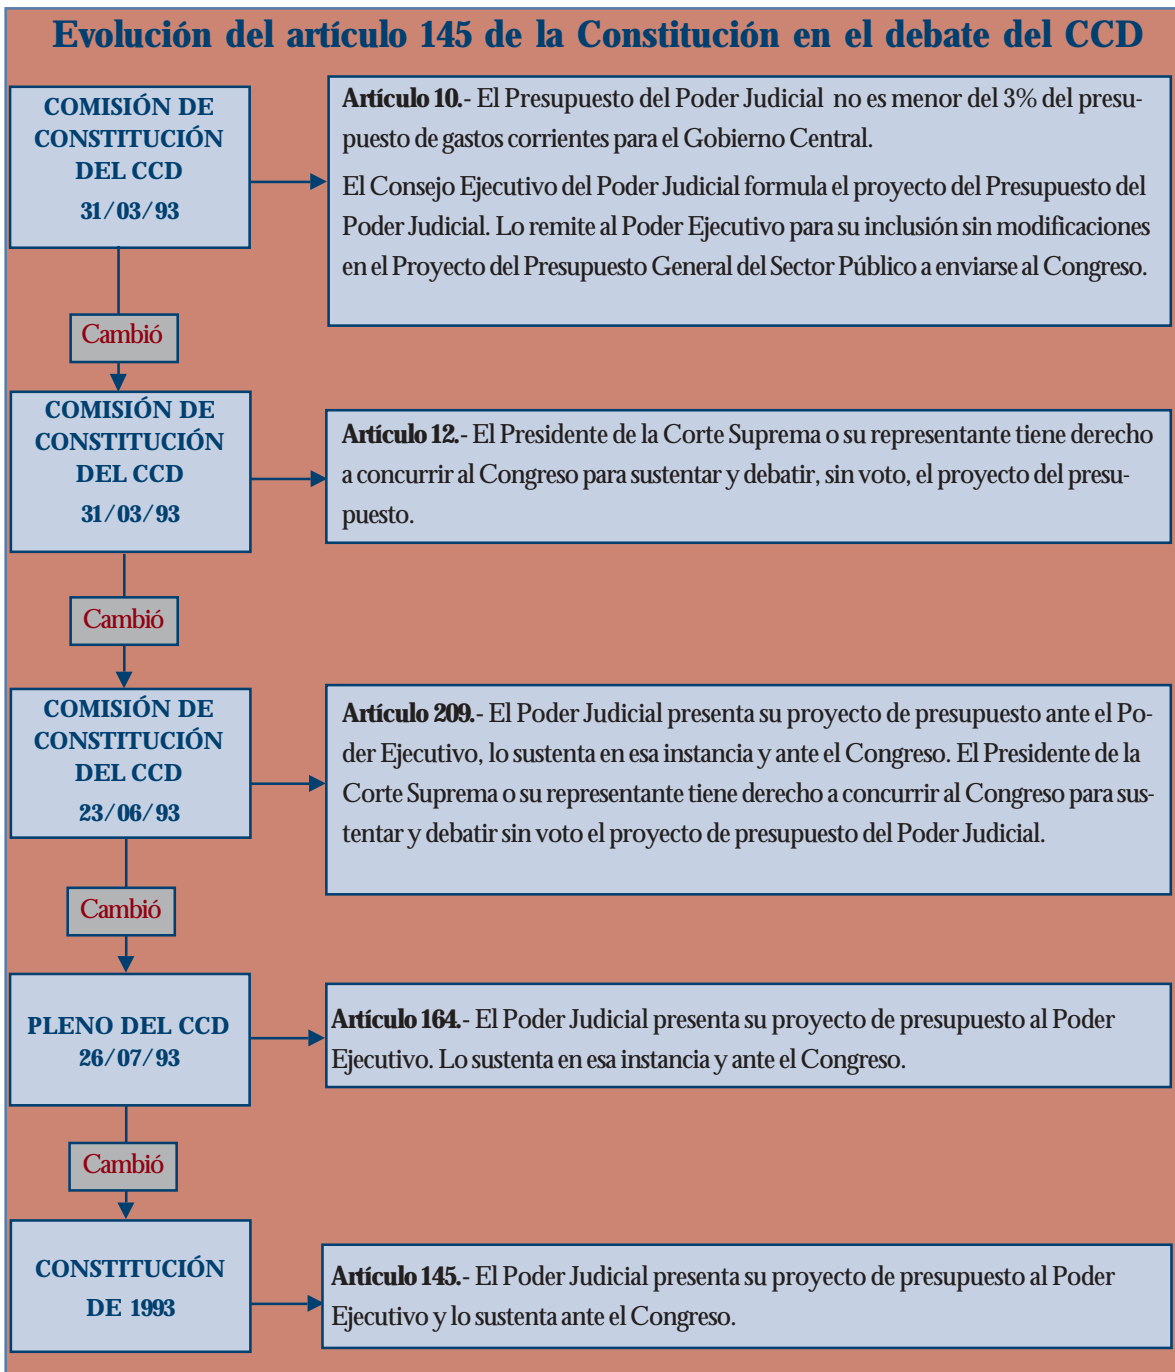 Evolución del artículo 145 de la Constitución en el debate del CCD
COMISIÓN DE
CONSTITUCIÓN
DEL CCD
31/03/93
Artículo 10.- El Presupuesto del Poder Judicial no es menor del 3% del presu-
puesto de gastos corrientes para el Gobierno Central.
El Consejo Ejecutivo del Poder Judicial formula el proyecto del Presupuesto del
Poder Judicial. Lo remite al Poder Ejecutivo para su inclusión sin modificaciones
en el Proyecto del Presupuesto General del Sector Público a enviarse al Congreso.
Cambió
COMISIÓN DE
CONSTITUCIÓN
DEL CCD
31/03/93
Artículo 12.- El Presidente de la Corte Suprema o su representante tiene derecho
a concurrir al Congreso para sustentar y debatir, sin voto, el proyecto del presu-
puesto.
Cambió
COMISIÓN DE
CONSTITUCIÓN
DEL CCD
23/06/93
Artículo 209.- El Poder Judicial presenta su proyecto de presupuesto ante el Po-
der Ejecutivo, lo sustenta en esa instancia y ante el Congreso. El Presidente de la
Corte Suprema o su representante tiene derecho a concurrir al Congreso para sus-
tentar y debatir sin voto el proyecto de presupuesto del Poder Judicial.
Cambió
PLENO DEL CCD
26/07/93
Artículo 164.- El Poder Judicial presenta su proyecto de presupuesto al Poder
Ejecutivo. Lo sustenta en esa instancia y ante el Congreso.
Cambió
CONSTITUCIÓN
DE 1993
Artículo 145.- El Poder Judicial presenta su proyecto de presupuesto al Poder
Ejecutivo y lo sustenta ante el Congreso.